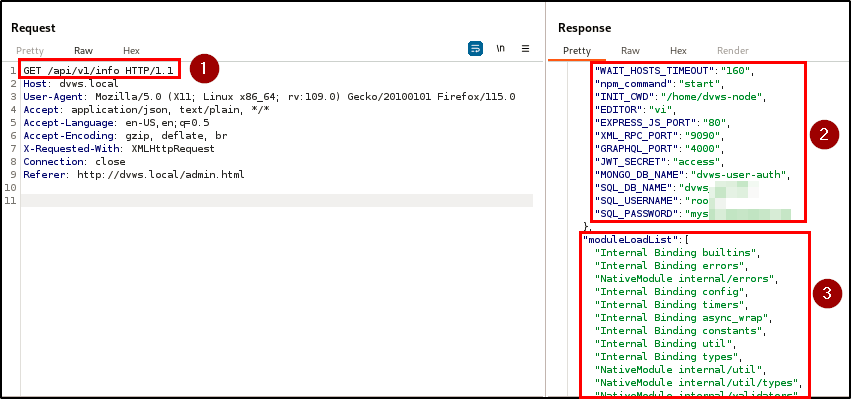 Request
Pretty Raw Hex
\n
1 GET /api/v1/info HTTP/1.1
1
2 Host: dvws.local
3 User-Agent: Mozilla/5.0 (X11; Linux x86_64; rv:109.0) Gecko/20100101 Firefox/115.0
4 Accept: application/json, text/plain, */*
5 Accept-Language: en-US,en;q=0.5
6 Accept-Encoding: gzip, deflate, br
7 X-Requested-With: XMLHttpRequest
8 Connection: close
9 Referer: http://dvws.local/admin.html
10
11
Response
Pretty Raw Hex Render
"WAIT_HOSTS_TIMEOUT":"160",
"npm_command":"start",
"INIT_CWD":"/home/dvws-node",
"EDITOR":"vi",
"EXPRESS_JS_PORT":"80",
"XML_RPC_PORT":"9090",
2
"GRAPHQL_PORT":"4000",
"JWT_SECRET":"access",
"MONGO_DB_NAME":"dvws-user-auth",
"SQL_DB_NAME":"dvws_
"SQL_USERNAME":"roo
"SQL_PASSWORD":"mys
},
"moduleLoadList":[
"Internal Binding builtins",
"Internal Binding errors",
"NativeModule internal/errors",
"Internal Binding config",
3
"Internal Binding timers",
"Internal Binding async_wrap",
"Internal Binding constants",
"Internal Binding util",
"Internal Binding types",
"NativeModule internal/util",
"NativeModule internal/util/types",
"NativeModule internal/validators",